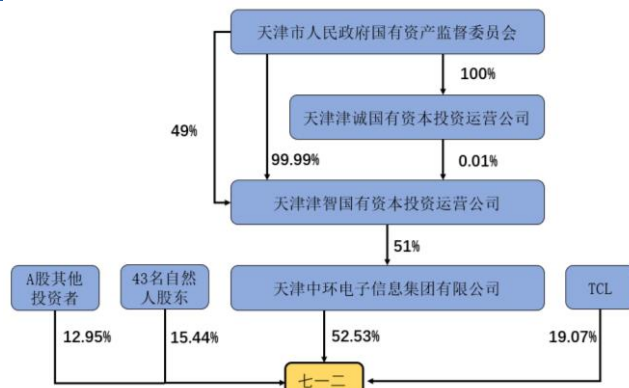 天津市人民政府国有资产监督委员会
100%
49%
天津津诚国有资本投资运营公司
99.99%
0.01%
天津津智国有资本投资运营公司
51%
A股其他
投资者
43名自然
人股东
天津中环电子信息集团有限公司
TCL
12.95%
15.44%
52.53%
19.07%
七一二